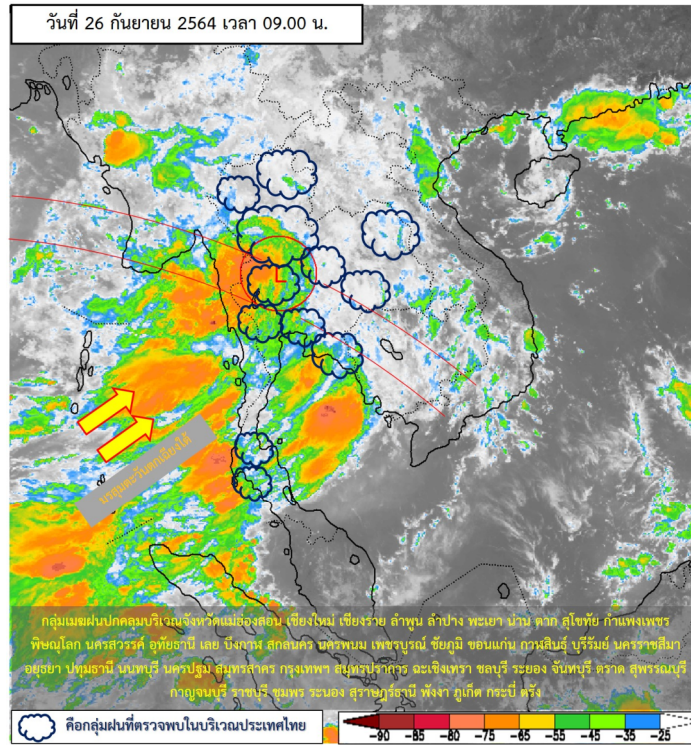 วันที่ 26 กันยายน 2564 เวลา 09.00 น.
L
มรสุมตะวันตกเฉียงใต้
กลุ่มเมฆฝนปกคลุมบริเวณจังหวัดแม่ฮ่องสอน เชียงใหม่ เชียงราย ลำพูน ลำปาง พะเยา น่าน ตาก สุโขทัย กำแพงเพชร
พิษณุโลก นครสวรรค์ อุทัยธานี เลย บึงกาฬ สกลนคร นครพนม เพชรบูรณ์ ชัยภูมิ ขอนแก่น กาฬสินธุ์ บุรีรัมย์ นครราชสีมา
อยุธยา ปทุมธานี นนทบุรี นครปฐม สมุทรสาคร กรุงเทพฯ สมุทรปราการ ฉะเชิงเทรา ชลบุรี ระยอง จันทบุรี ตราด สุพรรณบุรี
กาญจนบุรี ราชบุรี ชุมพร ระนอง สุราษฎร์ธานี พังงา ภูเก็ต กระบี่ ตรัง
คือกลุ่มฝนที่ตรวจพบในบริเวณประเทศไทย
-90 -85 -80 -75 -65 -55 -45 -35 -25